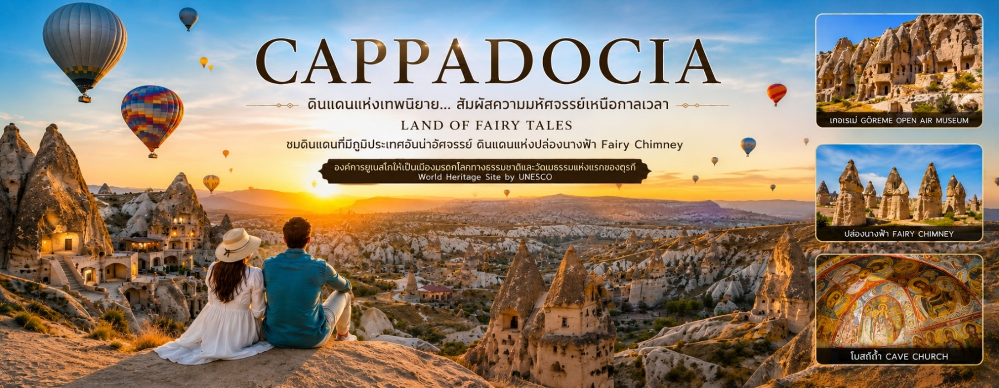 CAPPADOCIA
ดินแดนแห่งเทพนิยาย... สัมผัสความมหัศจรรย์เหนือกาลเวลา
LAND OF FAIRY TALES
ชมดินแดนที่มีภูมิประเทศอันน่าอัศจรรย์ ดินแดนแห่งปล่องนางฟ้า Fairy Chimney
องค์การยูเนสโกให้เป็นเมืองมรดกโลกทางธรรมชาติและวัดเมธรรมแห่งแรกของตุรกี
World Heritage Site by UNESCO
เกอเรเม่ GÖREME OPEN AIR MUSEUM
ปล่องนางฟ้า FAIRY CHIMNEY
โบสถ์ถ้ำ CAVE CHURCH